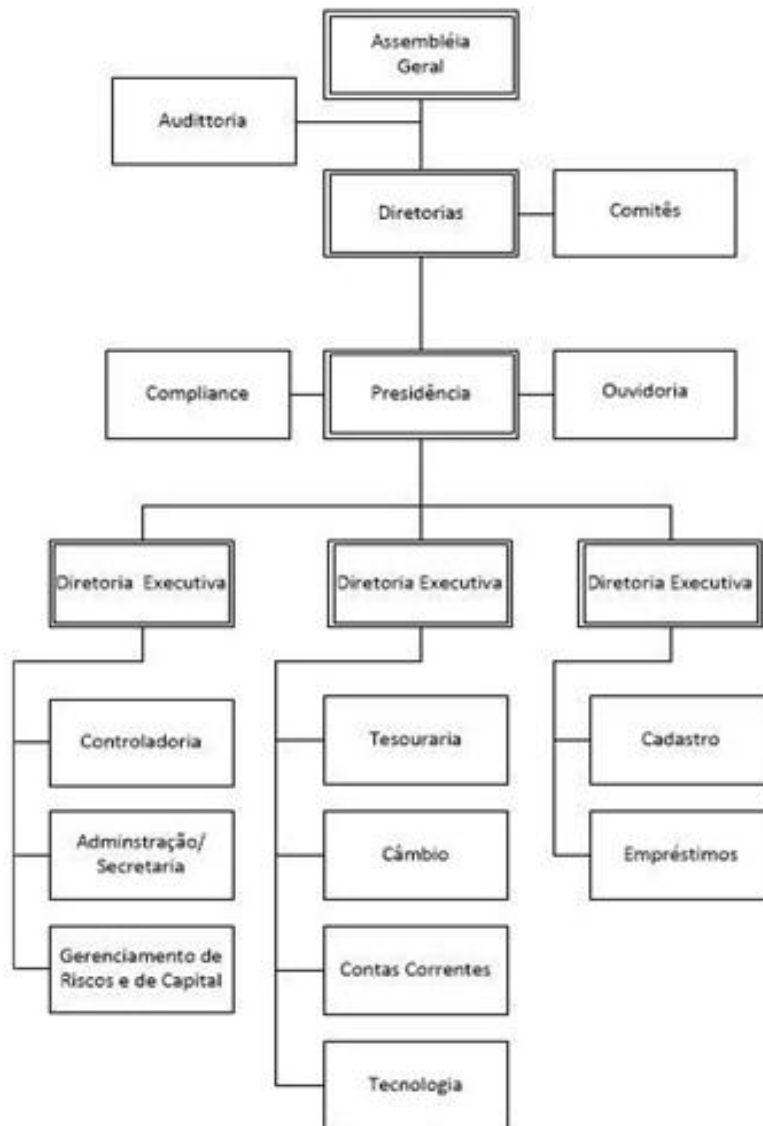 Assembléia
Geral
Audittoria
Diretorias
Comitês
Compliance
Presidência
Ouvidoria
Diretoria Executiva
Diretoria Executiva
Diretoria Executiva
Controladoria
Tesouraria
Cadastro
Adminstração/
Secretaria
Câmbio
Empréstimos
Gerenciamento de
Riscos e de Capital
Contas Correntes
Tecnologia